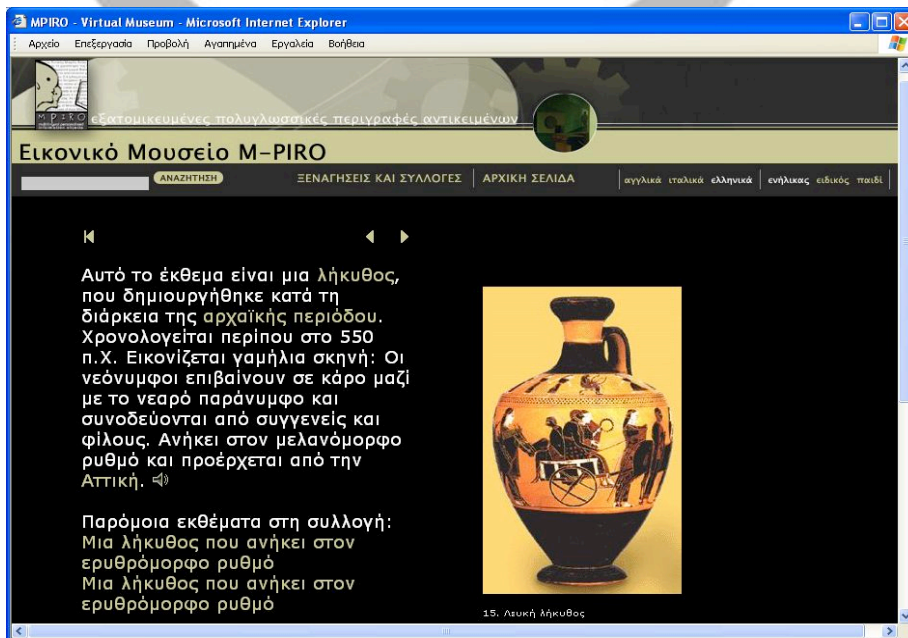 MPIRO - Virtual Museum - Microsoft Internet Explorer
Αρχείο Επεξεργασία Προβολή Αγαπημένα Εργαλεία Βοήθεια
MPIRO
εξατομικευμένες πολυγλωσσικές περιγραφές αντικειμένων
Εικονικό Μουσείο M-PIRO
ΑΝΑΖΗΤΗΣΗ ΞΕΝΑΓΗΣΕΙΣ ΚΑΙ ΣΥΛΛΟΓΕΣ ΑΡΧΙΚΗ ΣΕΛΙΔΑ αγγλικά ιταλικά ελληνικά ενήλικας ειδικός παιδί
Αυτό το έκθεμα είναι μια λήκυθος,
που δημιουργήθηκε κατά τη
διάρκεια της αρχαϊκής περιόδου.
Χρονολογείται περίπου στο 550
π.Χ. Εικονίζεται γαμήλια σκηνή: Οι
νεόνυμφοι επιβαίνουν σε κάρο μαζί
με το νεαρό παράνυμφο και
συνοδεύονται από συγγενείς και
φίλους. Ανήκει στον μελανόμορφο
ρυθμό και προέρχεται από την
Αττική.
Παρόμοια εκθέματα στη συλλογή:
Μια λήκυθος που ανήκει στον
ερυθρόμορφο ρυθμό
Μια λήκυθος που ανήκει στον
ερυθρόμορφο ρυθμό
15. Λευκή λήκυθος